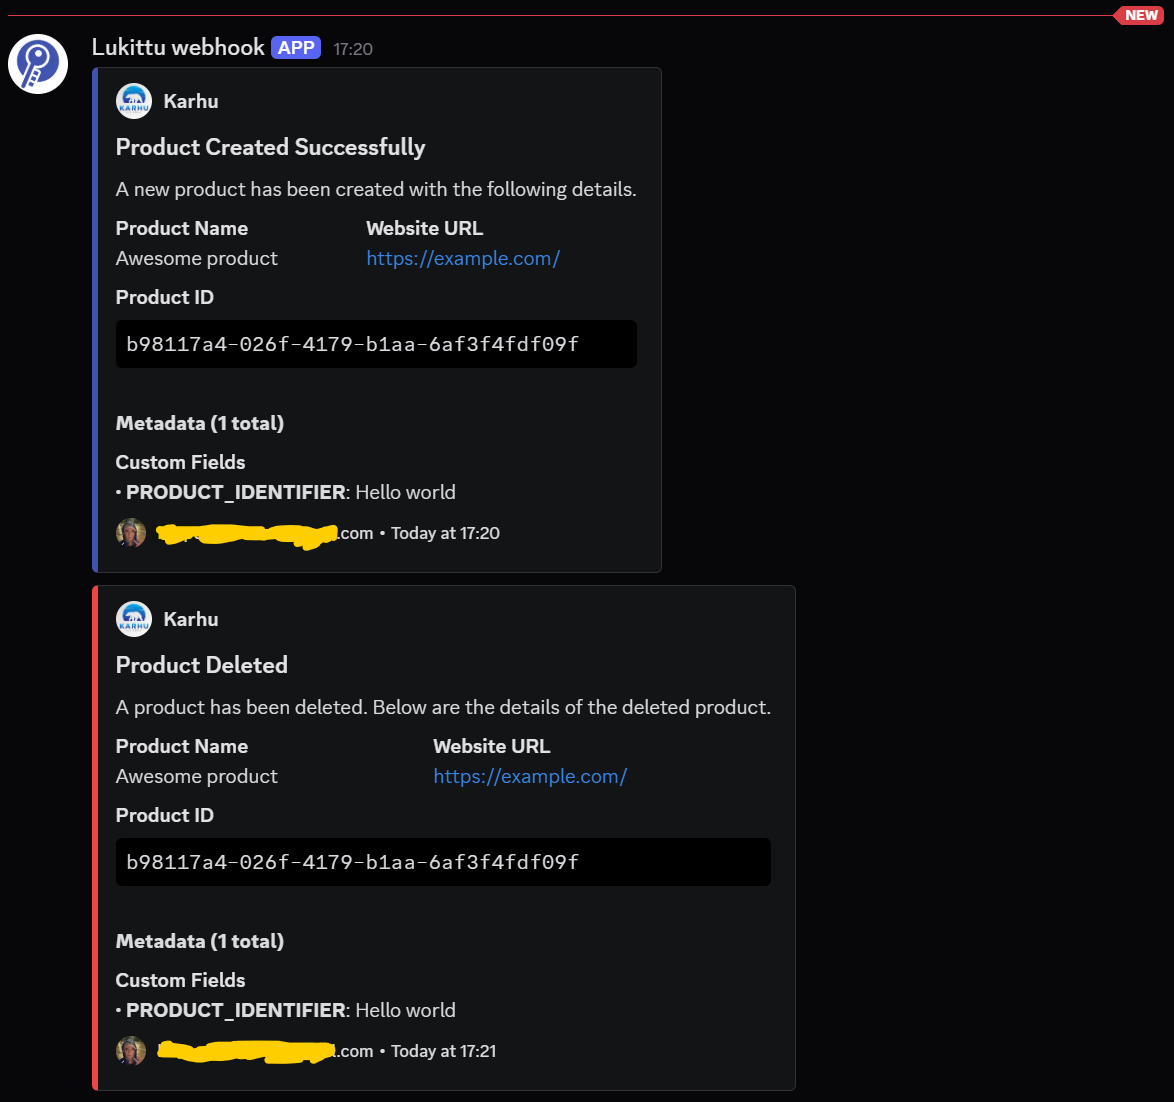 NEW
Lukittu webhook APP 17:20
KARHU Karhu
Product Created Successfully
A new product has been created with the following details.
Product Name Website URL
Awesome product https://example.com/
Product ID
b98117a4-026f-4179-b1aa-6af3f4fdf09f
Metadata (1 total)
Custom Fields
• PRODUCT_IDENTIFIER: Hello world
.com • Today at 17:20
KARHU Karhu
Product Deleted
A product has been deleted. Below are the details of the deleted product.
Product Name Website URL
Awesome product https://example.com/
Product ID
b98117a4-026f-4179-b1aa-6af3f4fdf09f
Metadata (1 total)
Custom Fields
• PRODUCT_IDENTIFIER: Hello world
.com • Today at 17:21